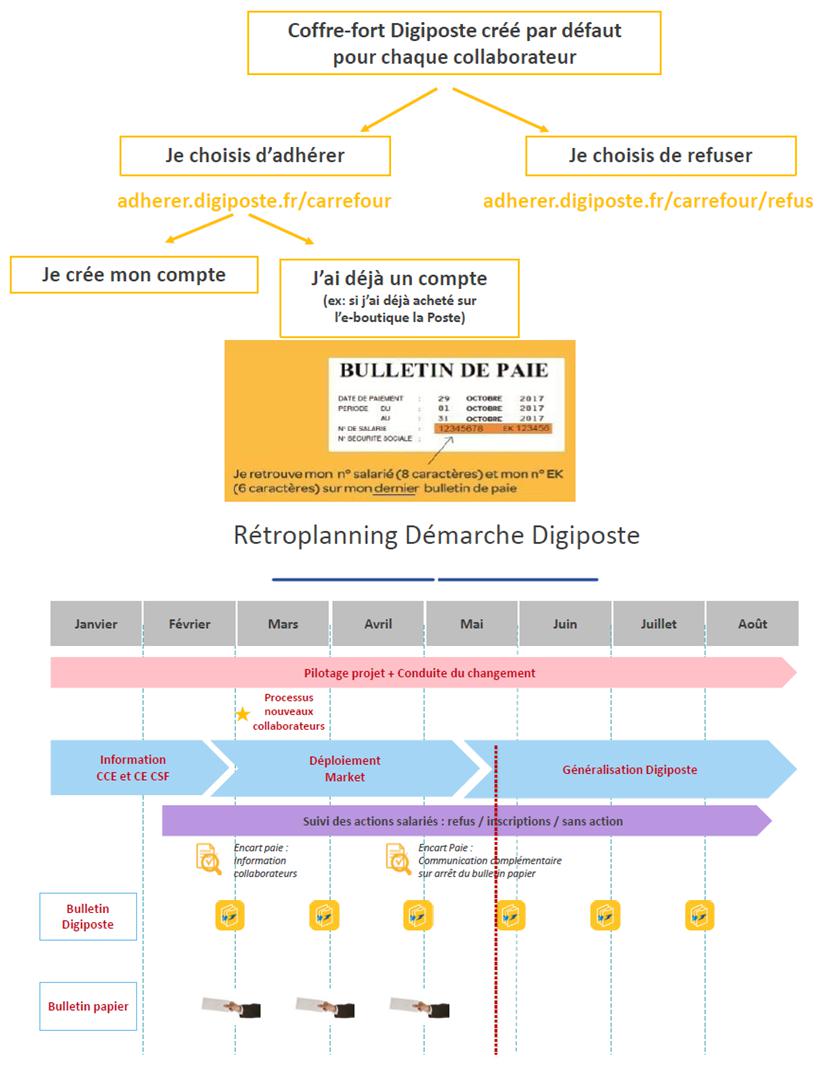 Coffre-fort Digiposte créé par défaut
pour chaque collaborateur
Je choisis d’adhérer
Je choisis de refuser
adherer.digiposte.fr/carrefour
adherer.digiposte.fr/carrefour/refus
Je crée mon compte
J’ai déjà un compte
(ex: si j’ai déjà acheté sur
l’e-boutique la Poste)
BULLETIN DE PAIE
DATE DE PAIEMENT : 29 OCTOBRE 2017
PERIODE DU : 01 OCTOBRE 2017
AU : 31 OCTOBRE 2017
N° DE SALARIE : 12345678 EK 123456
N° SECURITE SOCIALE :
Je retrouve mon n° salarié (8 caractères) et mon n° EK
(6 caractères) sur mon dernier bulletin de paie
Rétroplanning Démarche Digiposte
Janvier Février Mars Avril Mai Juin Juillet Août
Pilotage projet + Conduite du changement
Processus
nouveaux
collaborateurs
Information
CCE et CE CSF
Déploiement
Market
Généralisation Digiposte
Suivi des actions salariés : refus / inscriptions / sans action
Encart paie :
Information
collaborateurs
Encart Paie :
Communication complémentaire
sur arrêt du bulletin papier
Bulletin
Digiposte
Bulletin papier